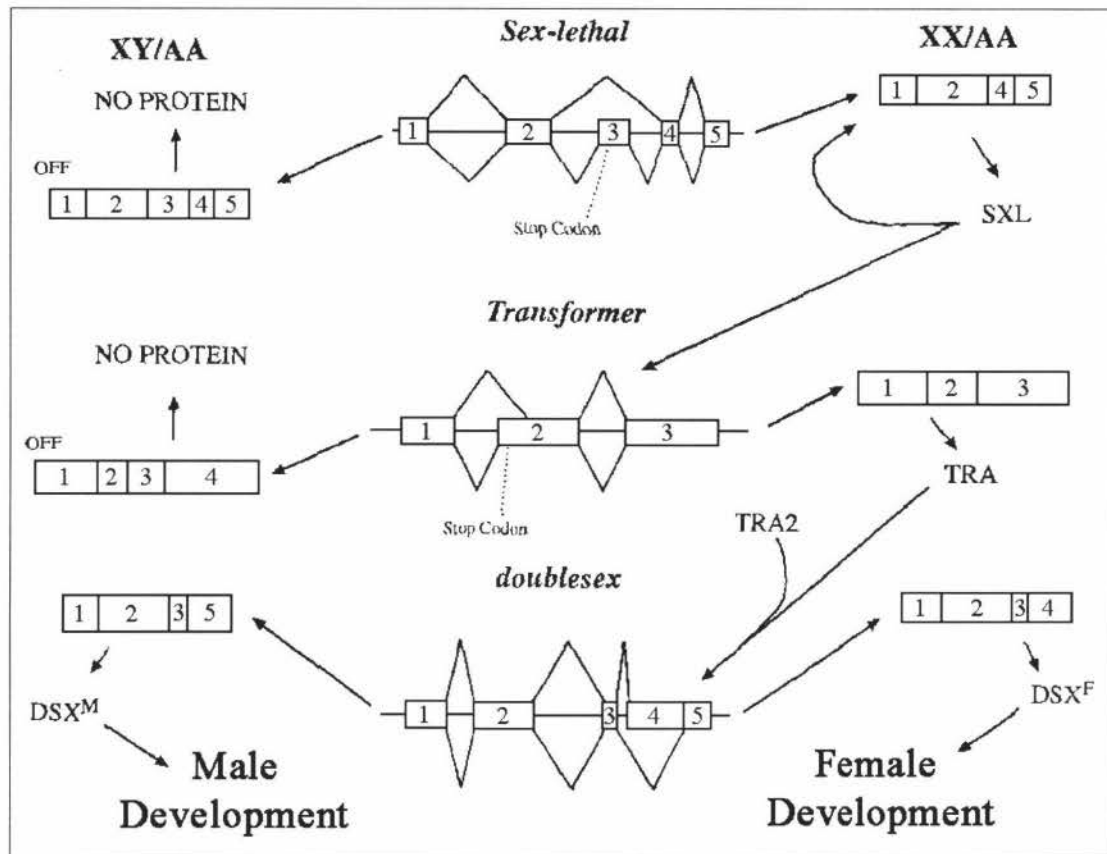 Sex-lethal
XY/AA
XX/AA
NO PROTEIN
OFF
1 2 3 4 5
1 2 3 4 5
1 2 4 5
Stop Codon
SXL
Transformer
NO PROTEIN
OFF
1 2 3 4
1 2 3
1 2 3
Stop Codon
TRA
TRA2
doublesex
1 2 3 5
1 2 3 4 5
1 2 3 4
DSXM
DSXF
Male
Development
Female
Development